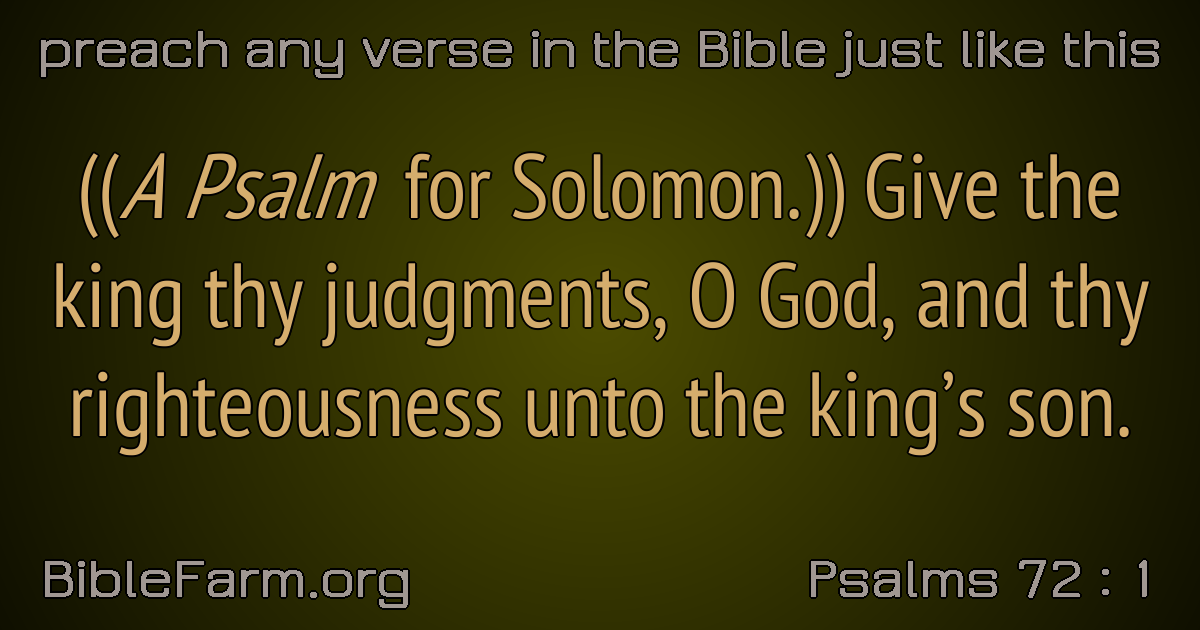 preach any verse in the Bible just like this
((A Psalm for Solomon.)) Give the
king thy judgments, O God, and thy
righteousness unto the king’s son.
BibleFarm.org
Psalms 72 : 1